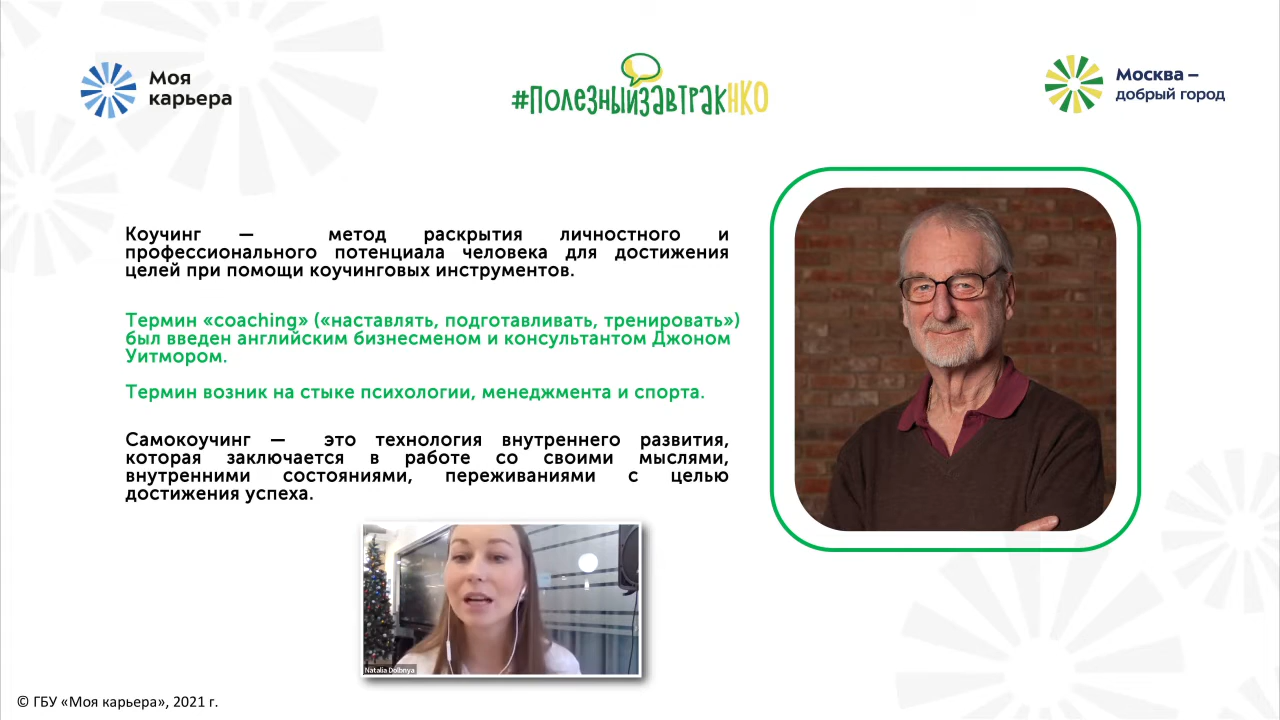 Моя
карьера
#ПолезныйзавтракНКО
Москва –
добрый город
Коучинг — метод раскрытия личностного и
профессионального потенциала человека для достижения
целей при помощи коучинговых инструментов.
Термин «coaching» («наставлять, подготавливать, тренировать»)
был введен английским бизнесменом и консультантом Джоном
Уитмором.
Термин возник на стыке психологии, менеджмента и спорта.
Самокоучинг — это технология внутреннего развития,
которая заключается в работе со своими мыслями,
внутренними состояниями, переживаниями с целью
достижения успеха.
Natalia Dolbnya
© ГБУ «Моя карьера», 2021 г.